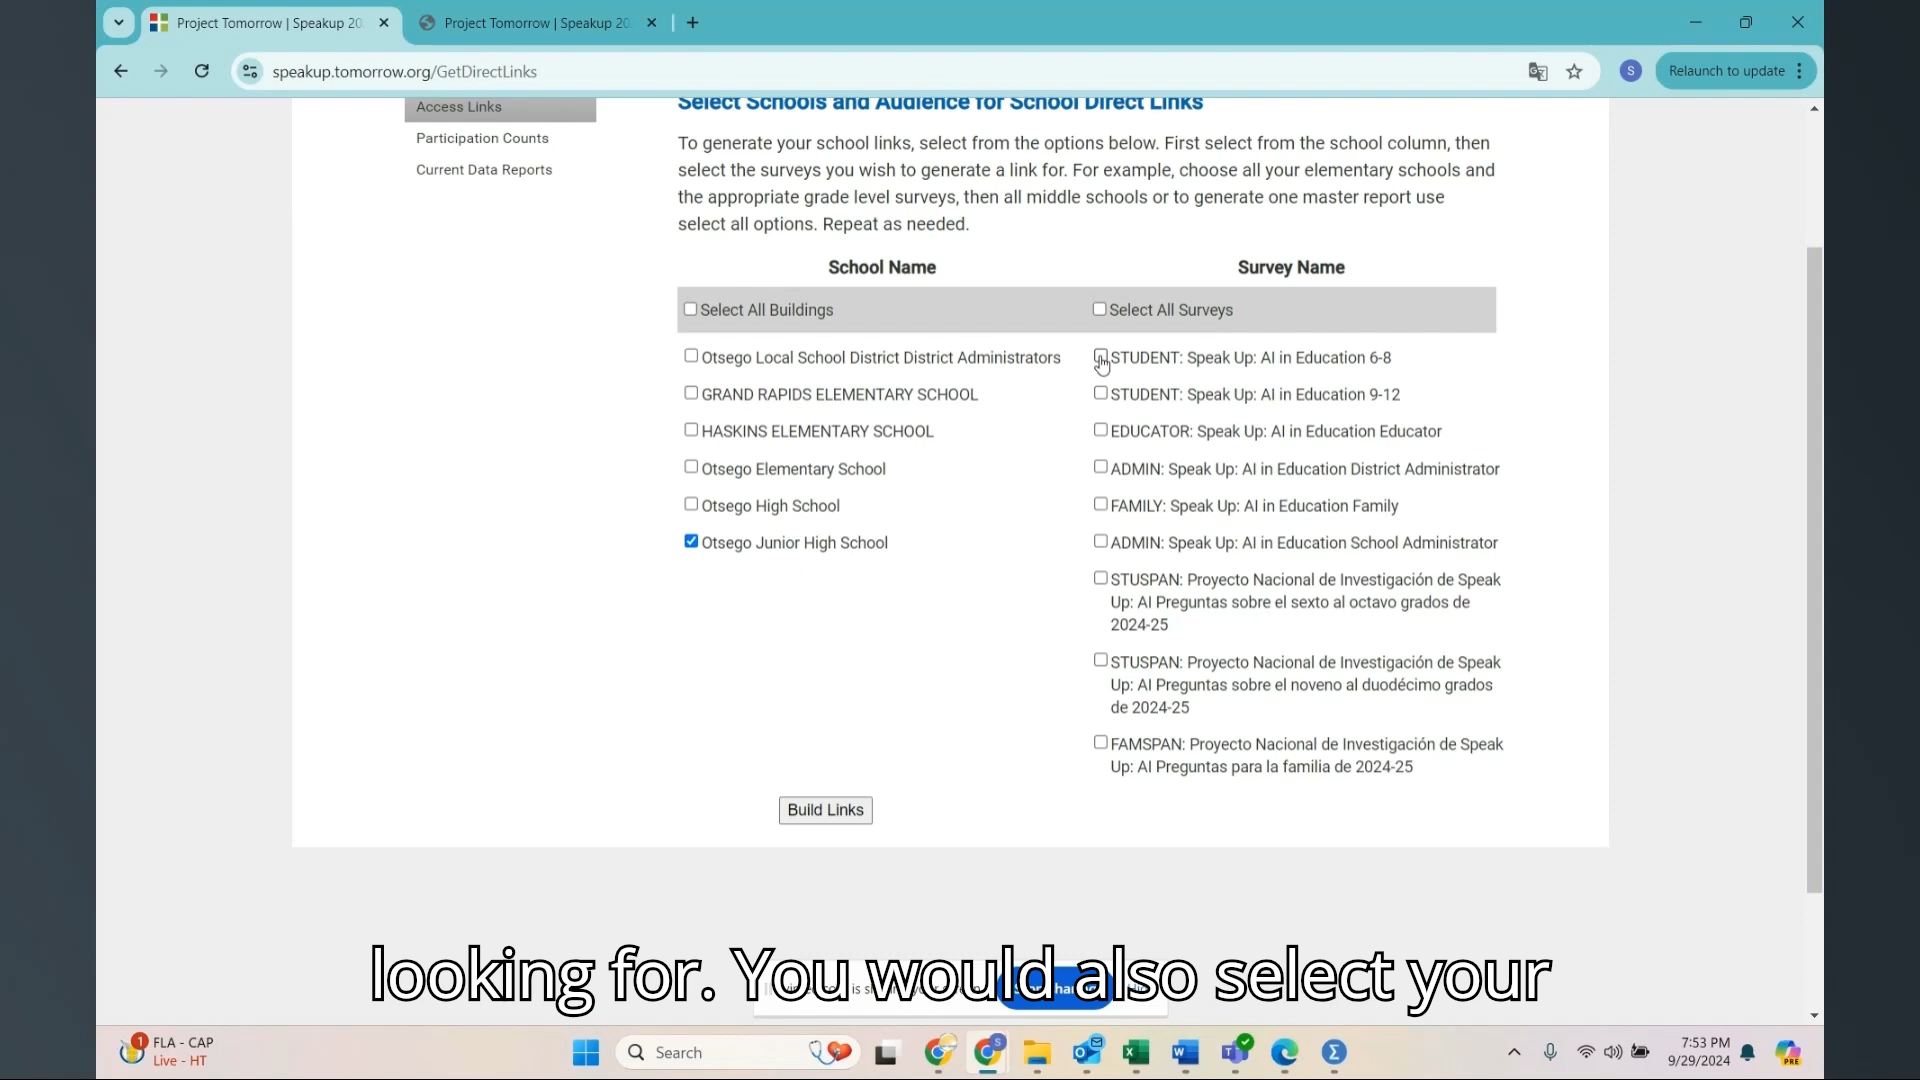 Project Tomorrow | Speakup 20
Project Tomorrow | Speakup 20
speakup.tomorrow.org/GetDirectLinks
S
Relaunch to update
Access Links
Participation Counts
Current Data Reports
Select Schools and Audience for School Direct Links
To generate your school links, select from the options below. First select from the school column, then
select the surveys you wish to generate a link for. For example, choose all your elementary schools and
the appropriate grade level surveys, then all middle schools or to generate one master report use
select all options. Repeat as needed.
School Name
Survey Name
Select All Buildings
Select All Surveys
Otsego Local School District District Administrators
STUDENT: Speak Up: AI in Education 6-8
GRAND RAPIDS ELEMENTARY SCHOOL
STUDENT: Speak Up: AI in Education 9-12
HASKINS ELEMENTARY SCHOOL
EDUCATOR: Speak Up: AI in Education Educator
Otsego Elementary School
ADMIN: Speak Up: AI in Education District Administrator
Otsego High School
FAMILY: Speak Up: AI in Education Family
Otsego Junior High School
ADMIN: Speak Up: AI in Education School Administrator
STUSPAN: Proyecto Nacional de Investigación de Speak
Up: AI Preguntas sobre el sexto al octavo grados de
2024-25
STUSPAN: Proyecto Nacional de Investigación de Speak
Up: AI Preguntas sobre el noveno al duodécimo grados
de 2024-25
FAMSPAN: Proyecto Nacional de Investigación de Speak
Up: AI Preguntas para la familia de 2024-25
Build Links
looking for. You would also select your
1
FLA - CAP
Live - HT
Search
S
7:53 PM
9/29/2024
PRE